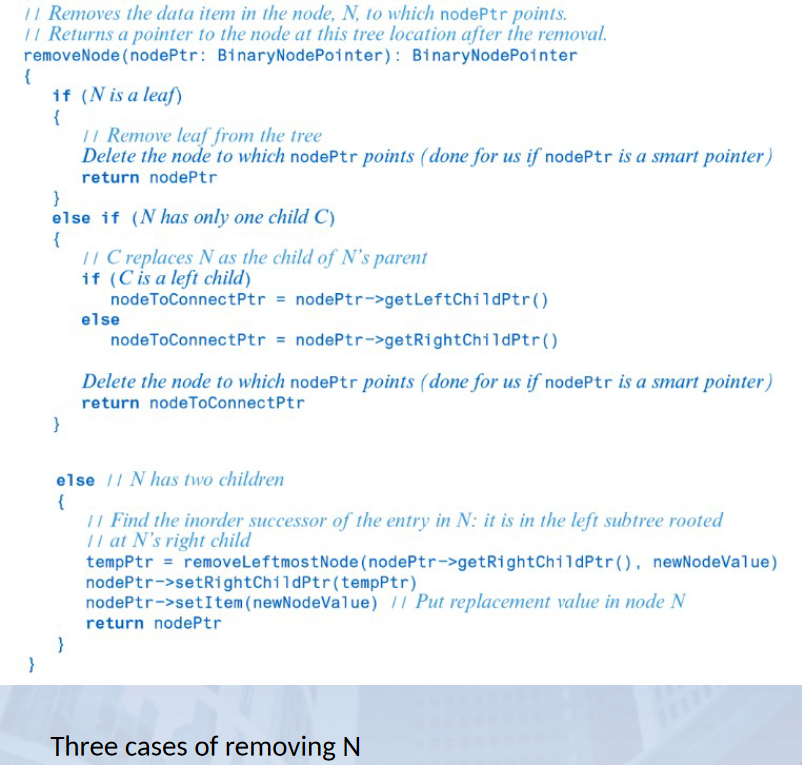 // Removes the data item in the node, N, to which nodePtr points.
// Returns a pointer to the node at this tree location after the removal.
removeNode(nodePtr: BinaryNodePointer): BinaryNodePointer
{
if (N is a leaf)
{
// Remove leaf from the tree
Delete the node to which nodePtr points (done for us if nodePtr is a smart pointer)
return nodePtr
}
else if (N has only one child C)
{
// C replaces N as the child of N's parent
if (C is a left child)
nodeToConnectPtr = nodePtr->getLeftChildPtr()
else
nodeToConnectPtr = nodePtr->getRightChildPtr()
Delete the node to which nodePtr points (done for us if nodePtr is a smart pointer)
return nodeToConnectPtr
}
else // N has two children
{
// Find the inorder successor of the entry in N: it is in the left subtree rooted
// at N's right child
tempPtr = removeLeftmostNode(nodePtr->getRightChildPtr(), newNodeValue)
nodePtr->setRightChildPtr(tempPtr)
nodePtr->setItem(newNodeValue) // Put replacement value in node N
return nodePtr
}
}
Three cases of removing N